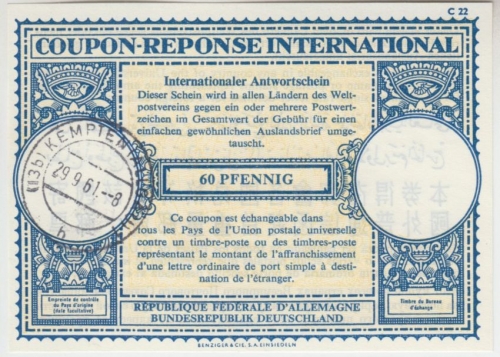 C 22
COUPON-REPONSE INTERNATIONAL
Internationaler Antwortschein
Dieser Schein wird in allen Ländern des Welt-
postvereins gegen ein oder mehrere Postwert-
zeichen im Gesamtwert der Gebühr für einen
einfachen gewöhnlichen Auslandsbrief umge-
tauscht.
KEMPTEN
29.9.61.-8
h
60 PFENNIG
Ce coupon est échangeable dans
tous les Pays de l'Union postale universelle
contre un timbre-poste ou des timbres-poste
représentant le montant de l'affranchissement
d'une lettre ordinaire de port simple à desti-
nation de l'étranger.
Empreinte de contrôle
du Pays d'origine
(date facultative)
Timbre du Bureau
d'échange
RÉPUBLIQUE FÉDÉRALE D'ALLEMAGNE
BUNDESREPUBLIK DEUTSCHLAND
BENZIGER & CIE. S.A. EINSIEDELN